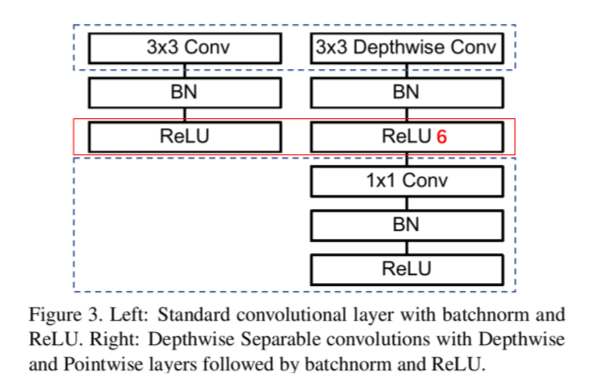 3x3 Conv
3x3 Depthwise Conv
BN
BN
ReLU
ReLU 6
1x1 Conv
BN
ReLU
Figure 3. Left: Standard convolutional layer with batchnorm and
ReLU. Right: Depthwise Separable convolutions with Depthwise
and Pointwise layers followed by batchnorm and ReLU.